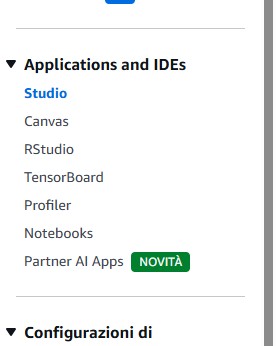 Applications and IDEs
Studio
Canvas
RStudio
TensorBoard
Profiler
Notebooks
Partner AI Apps NOVITÀ
Configurazioni di